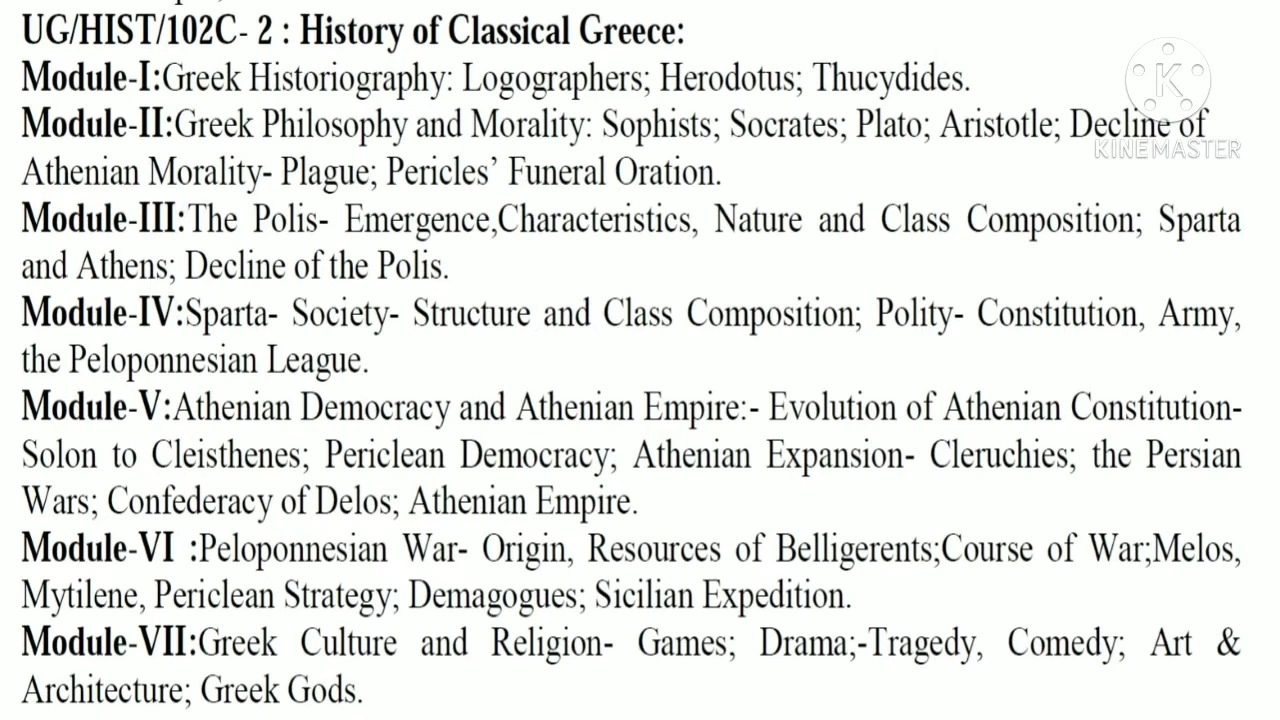 UG/HIST/102C- 2 : History of Classical Greece:
Module-I:Greek Historiography: Logographers; Herodotus; Thucydides.
Module-II:Greek Philosophy and Morality: Sophists; Socrates; Plato; Aristotle; Decline of
Athenian Morality- Plague; Pericles’ Funeral Oration.
Module-III:The Polis- Emergence,Characteristics, Nature and Class Composition; Sparta
and Athens; Decline of the Polis.
Module-IV:Sparta- Society- Structure and Class Composition; Polity- Constitution, Army,
the Peloponnesian League.
Module-V:Athenian Democracy and Athenian Empire:- Evolution of Athenian Constitution-
Solon to Cleisthenes; Periclean Democracy; Athenian Expansion- Cleruchies; the Persian
Wars; Confederacy of Delos; Athenian Empire.
Module-VI :Peloponnesian War- Origin, Resources of Belligerents;Course of War;Melos,
Mytilene, Periclean Strategy; Demagogues; Sicilian Expedition.
Module-VII:Greek Culture and Religion- Games; Drama;-Tragedy, Comedy; Art &
Architecture; Greek Gods.
K
KINEMASTER